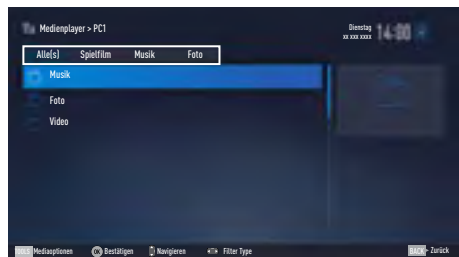 Medienplayer > PC1
Dienstag
xx xxx xxxx
14:00
Alle(s) Spielfilm Musik Foto
Musik
Foto
Video
TOOLS Mediaoptionen OK Bestätigen Navigieren Filter Type BACK Zurück